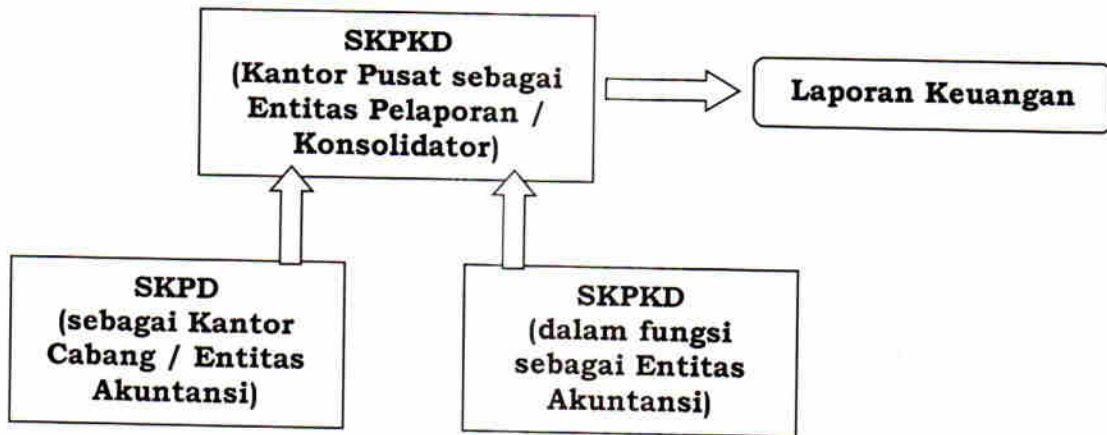 SKPKD
(Kantor Pusat sebagai
Entitas Pelaporan /
Konsolidator)
Laporan Keuangan
SKPD
(sebagai Kantor
Cabang / Entitas
Akuntansi)
SKPKD
(dalam fungsi
sebagai Entitas
Akuntansi)